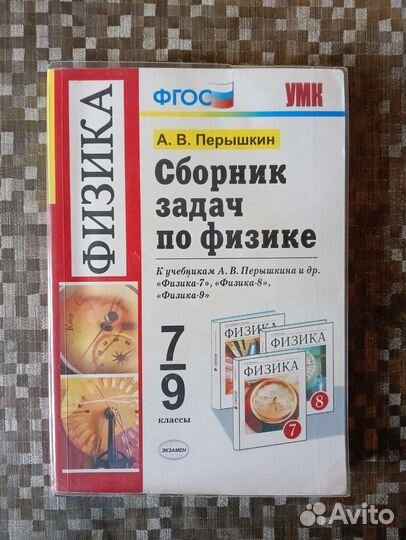 ФИЗИКА
ФГОС
УМК
А. В. Перышкин
Сборник
задач
по физике
К учебникам А. В. Перышкина и др.
«Физика-7», «Физика-8»,
«Физика-9»
7/9
КЛАССЫ
ФИЗИКА
ФИЗИКА
8
ФИЗИКА
7
ЭКЗАМЕН
Avito